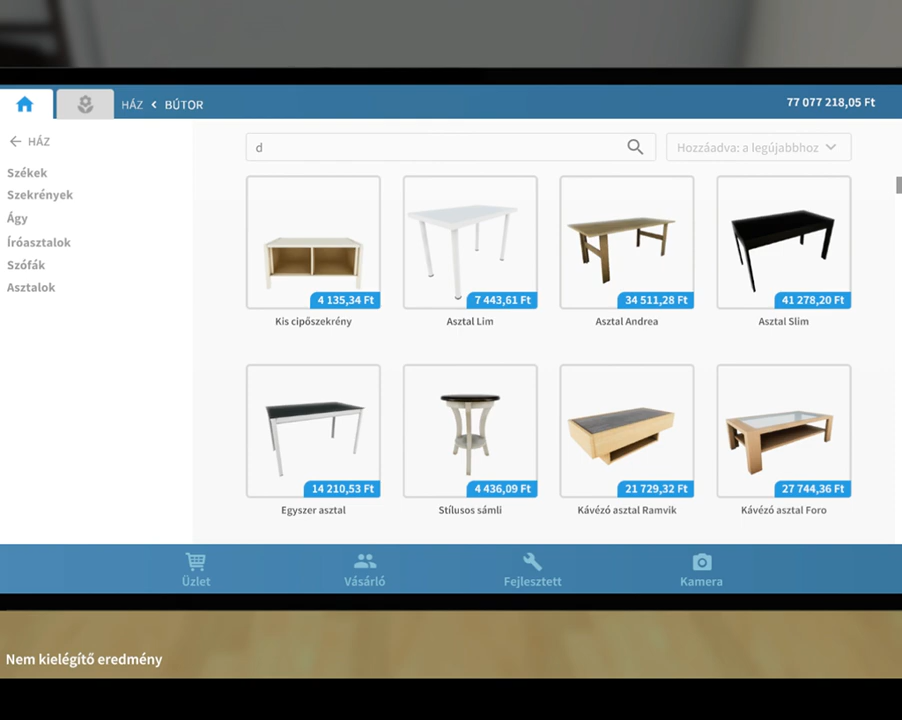 HÁZ < BÚTOR
77 077 218,05 Ft
← HÁZ
Székek
Szekrények
Ágy
Íróasztalok
Szófák
Asztalok
d
Hozzáadva: a legújabbhoz
4 135,34 Ft
7 443,61 Ft
34 511,28 Ft
41 278,20 Ft
Kis cipőszekrény
Asztal Lim
Asztal Andrea
Asztal Slim
14 210,53 Ft
4 436,09 Ft
21 729,32 Ft
27 744,36 Ft
Egyszer asztal
Stílusos sámli
Kávézó asztal Ramvik
Kávézó asztal Foro
Üzlet
Vásárló
Fejlesztett
Kamera
Nem kielégítő eredmény